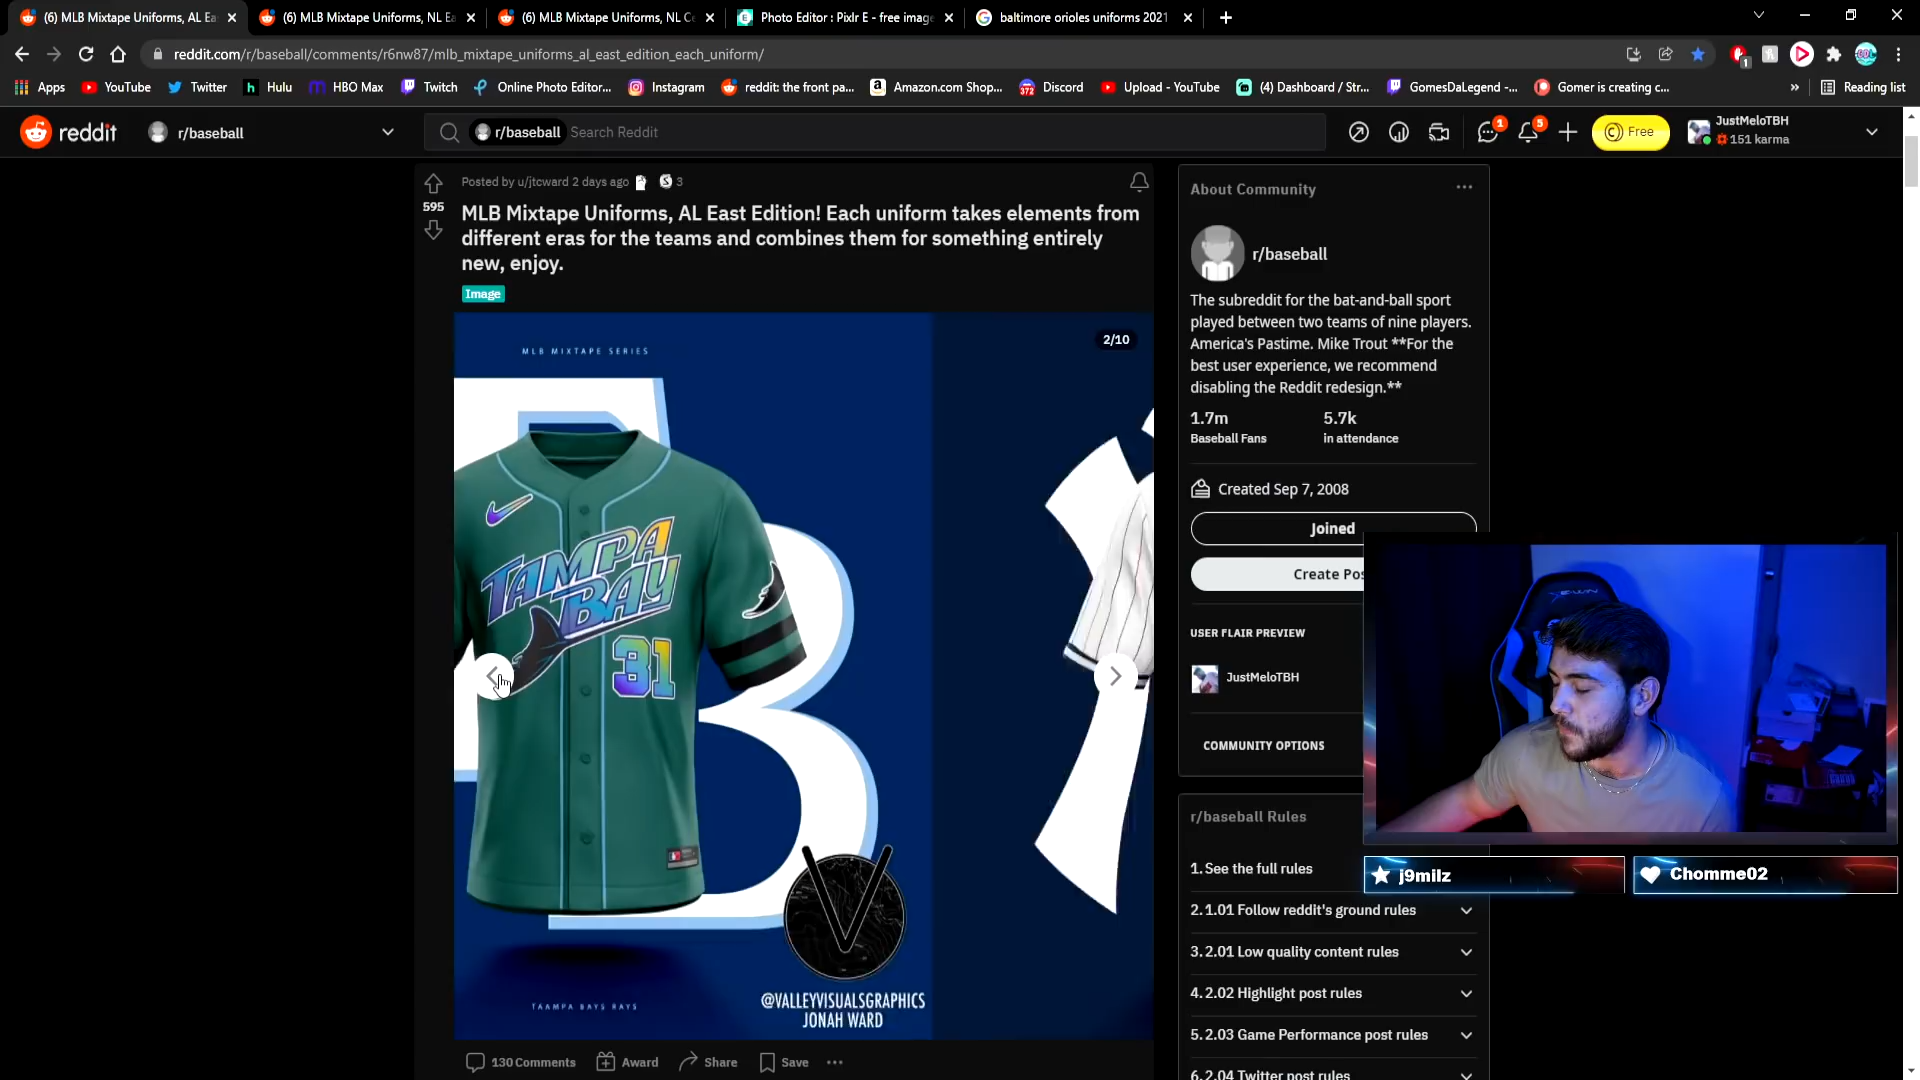 (6) MLB Mixtape Uniforms, AL Ea
(6) MLB Mixtape Uniforms, NL Ea
(6) MLB Mixtape Uniforms, NL Ce
Photo Editor : Pixlr E - free image
baltimore orioles uniforms 2021
reddit.com/r/baseball/comments/r6nw87/mlb_mixtape_uniforms_al_east_edition_each_uniform/
Apps
YouTube
Twitter
Hulu
HBO Max
Twitch
Online Photo Editor...
Instagram
reddit: the front pa...
Amazon.com Shop...
372
Discord
Upload - YouTube
(4) Dashboard / Str...
GomesDaLegend -...
Gomer is creating c...
»
Reading list
reddit
r/baseball
r/baseball
Search Reddit
1
5
Free
JustMeloTBH
151 karma
Posted by u/jtcward 2 days ago
3
595
MLB Mixtape Uniforms, AL East Edition! Each uniform takes elements from
different eras for the teams and combines them for something entirely
new, enjoy.
Image
MLB MIXTAPE SERIES
2/10
TAMPA
BAY
31
TAAMPA BAYS RAYS
@VALLEYVISUALSGRAPHICS
JONAH WARD
130 Comments
Award
Share
Save
About Community
r/baseball
The subreddit for the bat-and-ball sport
played between two teams of nine players.
America's Pastime. Mike Trout **For the
best user experience, we recommend
disabling the Reddit redesign.**
1.7m
5.7k
Baseball Fans
in attendance
Created Sep 7, 2008
Joined
Create Pos
USER FLAIR PREVIEW
JustMeloTBH
COMMUNITY OPTIONS
r/baseball Rules
1. See the full rules
2. 1.01 Follow reddit's ground rules
3. 2.01 Low quality content rules
4. 2.02 Highlight post rules
5. 2.03 Game Performance post rules
6. 2.04 Twitter post rules
j9milz
Chomme02